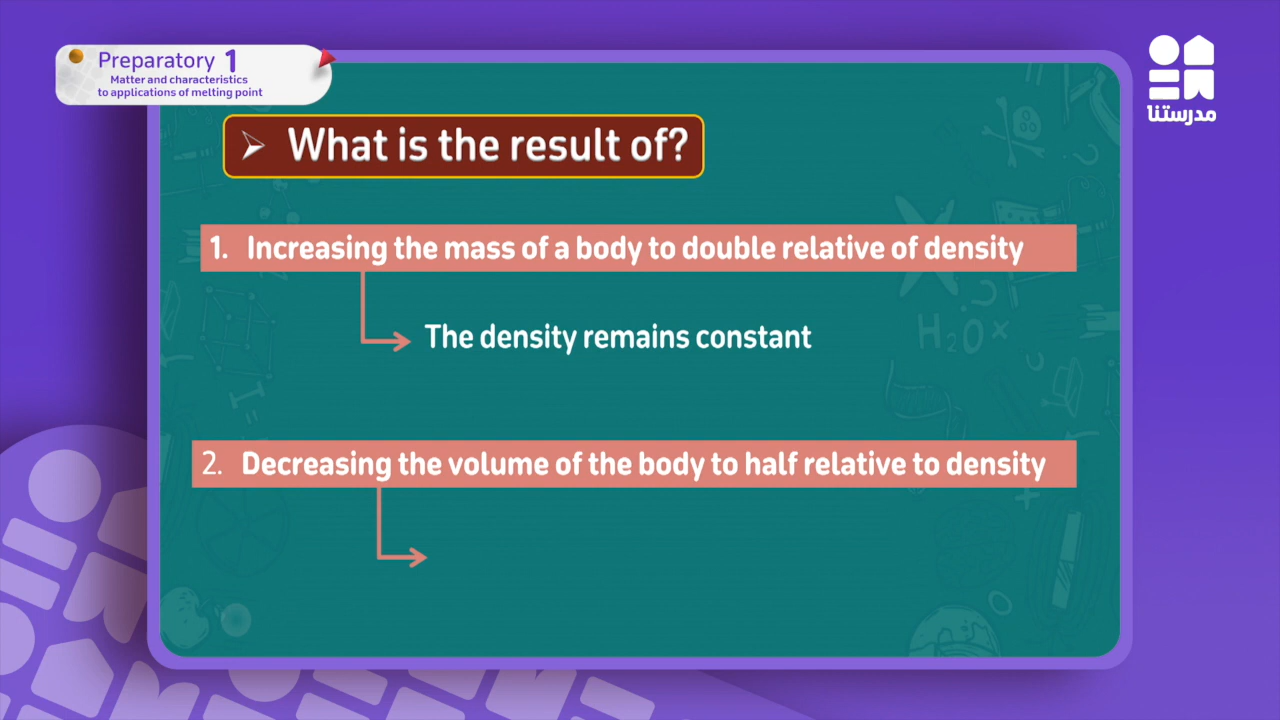 Preparatory 1
Matter and characteristics
to applications of melting point
مدرستنا
➢ What is the result of?
1. Increasing the mass of a body to double relative of density
The density remains constant
H₂O
2. Decreasing the volume of the body to half relative to density